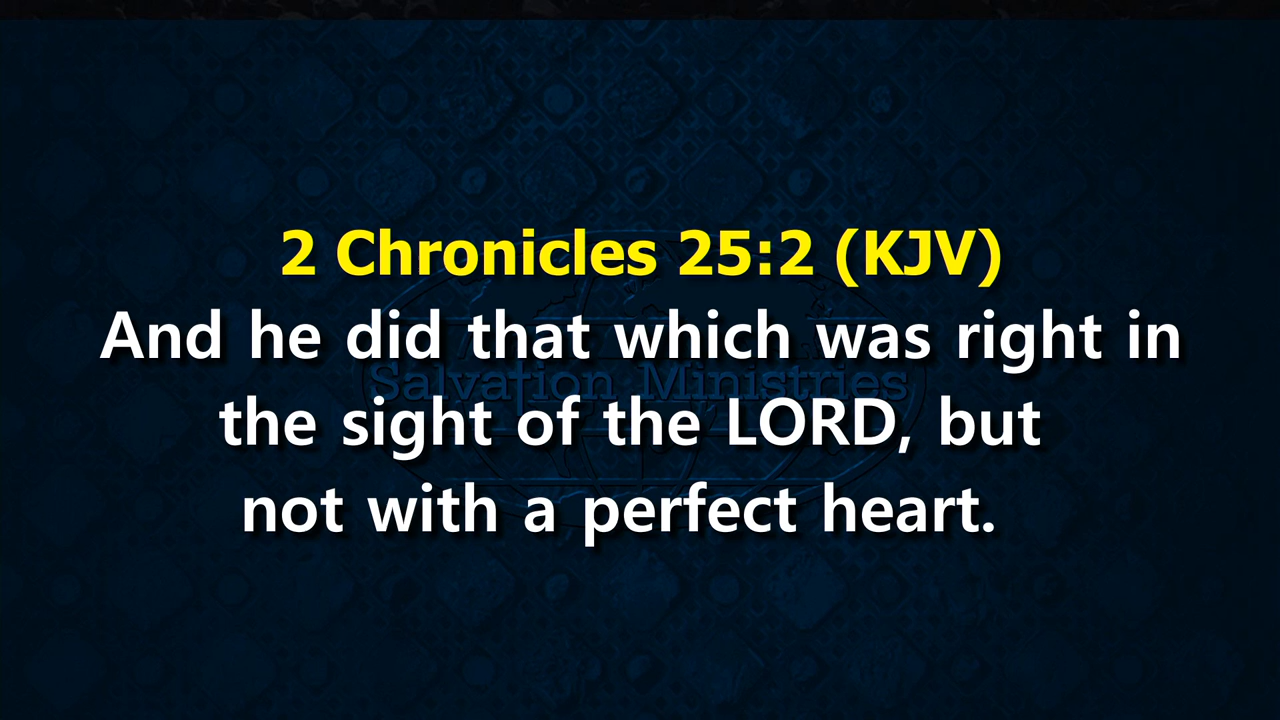 2 Chronicles 25:2 (KJV)
And he did that which was right in
Salvation Ministries
the sight of the LORD, but
not with a perfect heart.